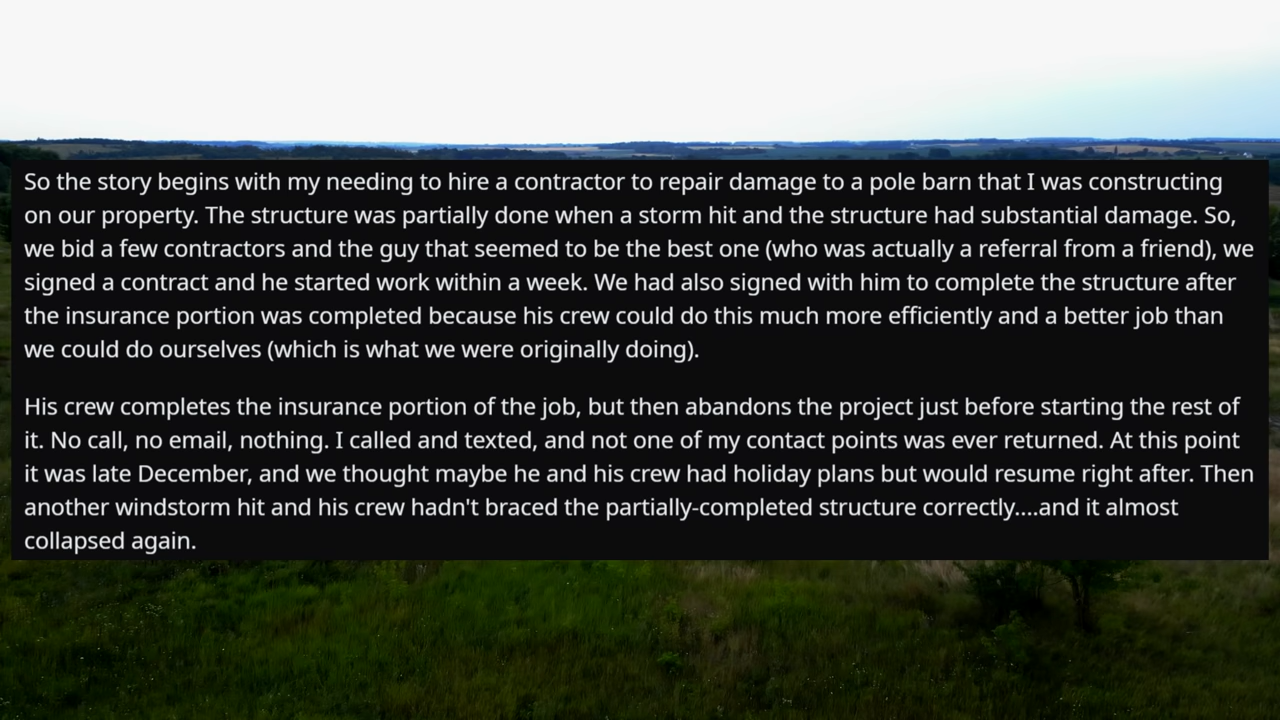 So the story begins with my needing to hire a contractor to repair damage to a pole barn that I was constructing
on our property. The structure was partially done when a storm hit and the structure had substantial damage. So,
we bid a few contractors and the guy that seemed to be the best one (who was actually a referral from a friend), we
signed a contract and he started work within a week. We had also signed with him to complete the structure after
the insurance portion was completed because his crew could do this much more efficiently and a better job than
we could do ourselves (which is what we were originally doing).
His crew completes the insurance portion of the job, but then abandons the project just before starting the rest of
it. No call, no email, nothing. I called and texted, and not one of my contact points was ever returned. At this point
it was late December, and we thought maybe he and his crew had holiday plans but would resume right after. Then
another windstorm hit and his crew hadn't braced the partially-completed structure correctly....and it almost
collapsed again.